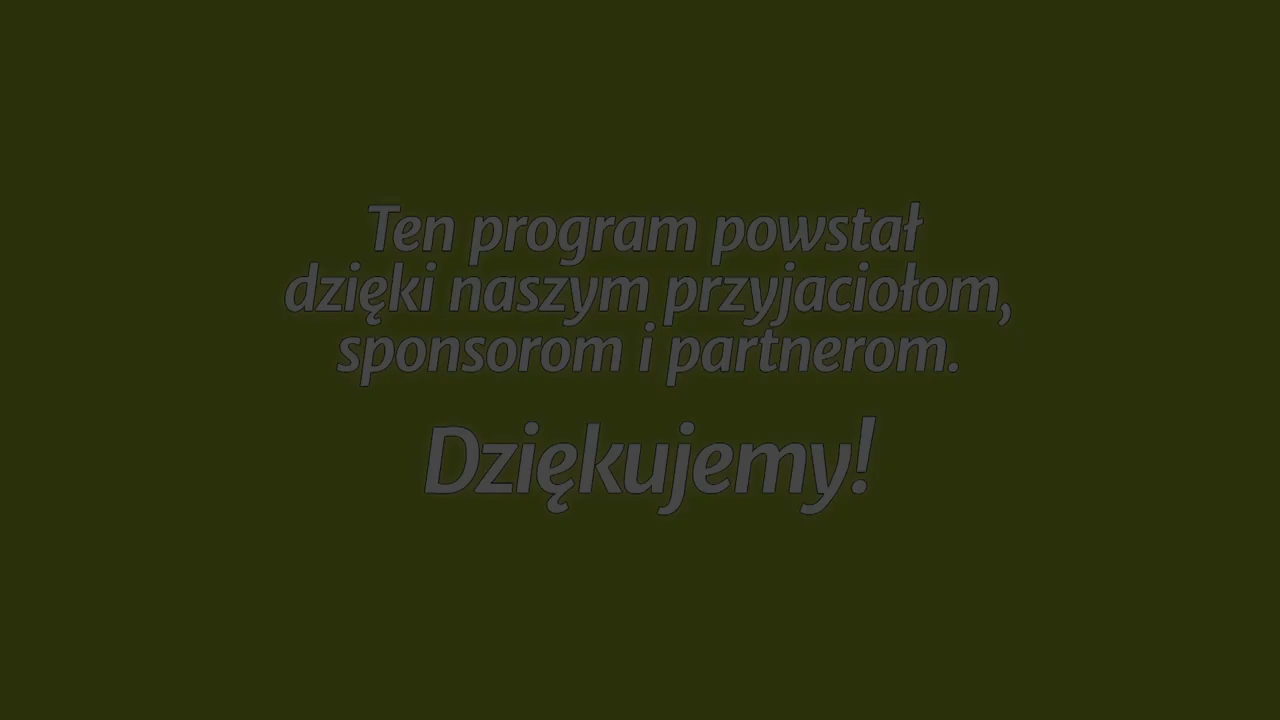 Ten program powstał
dzięki naszym przyjaciołom,
sponsorom i partnerom.
Dziękujemy!